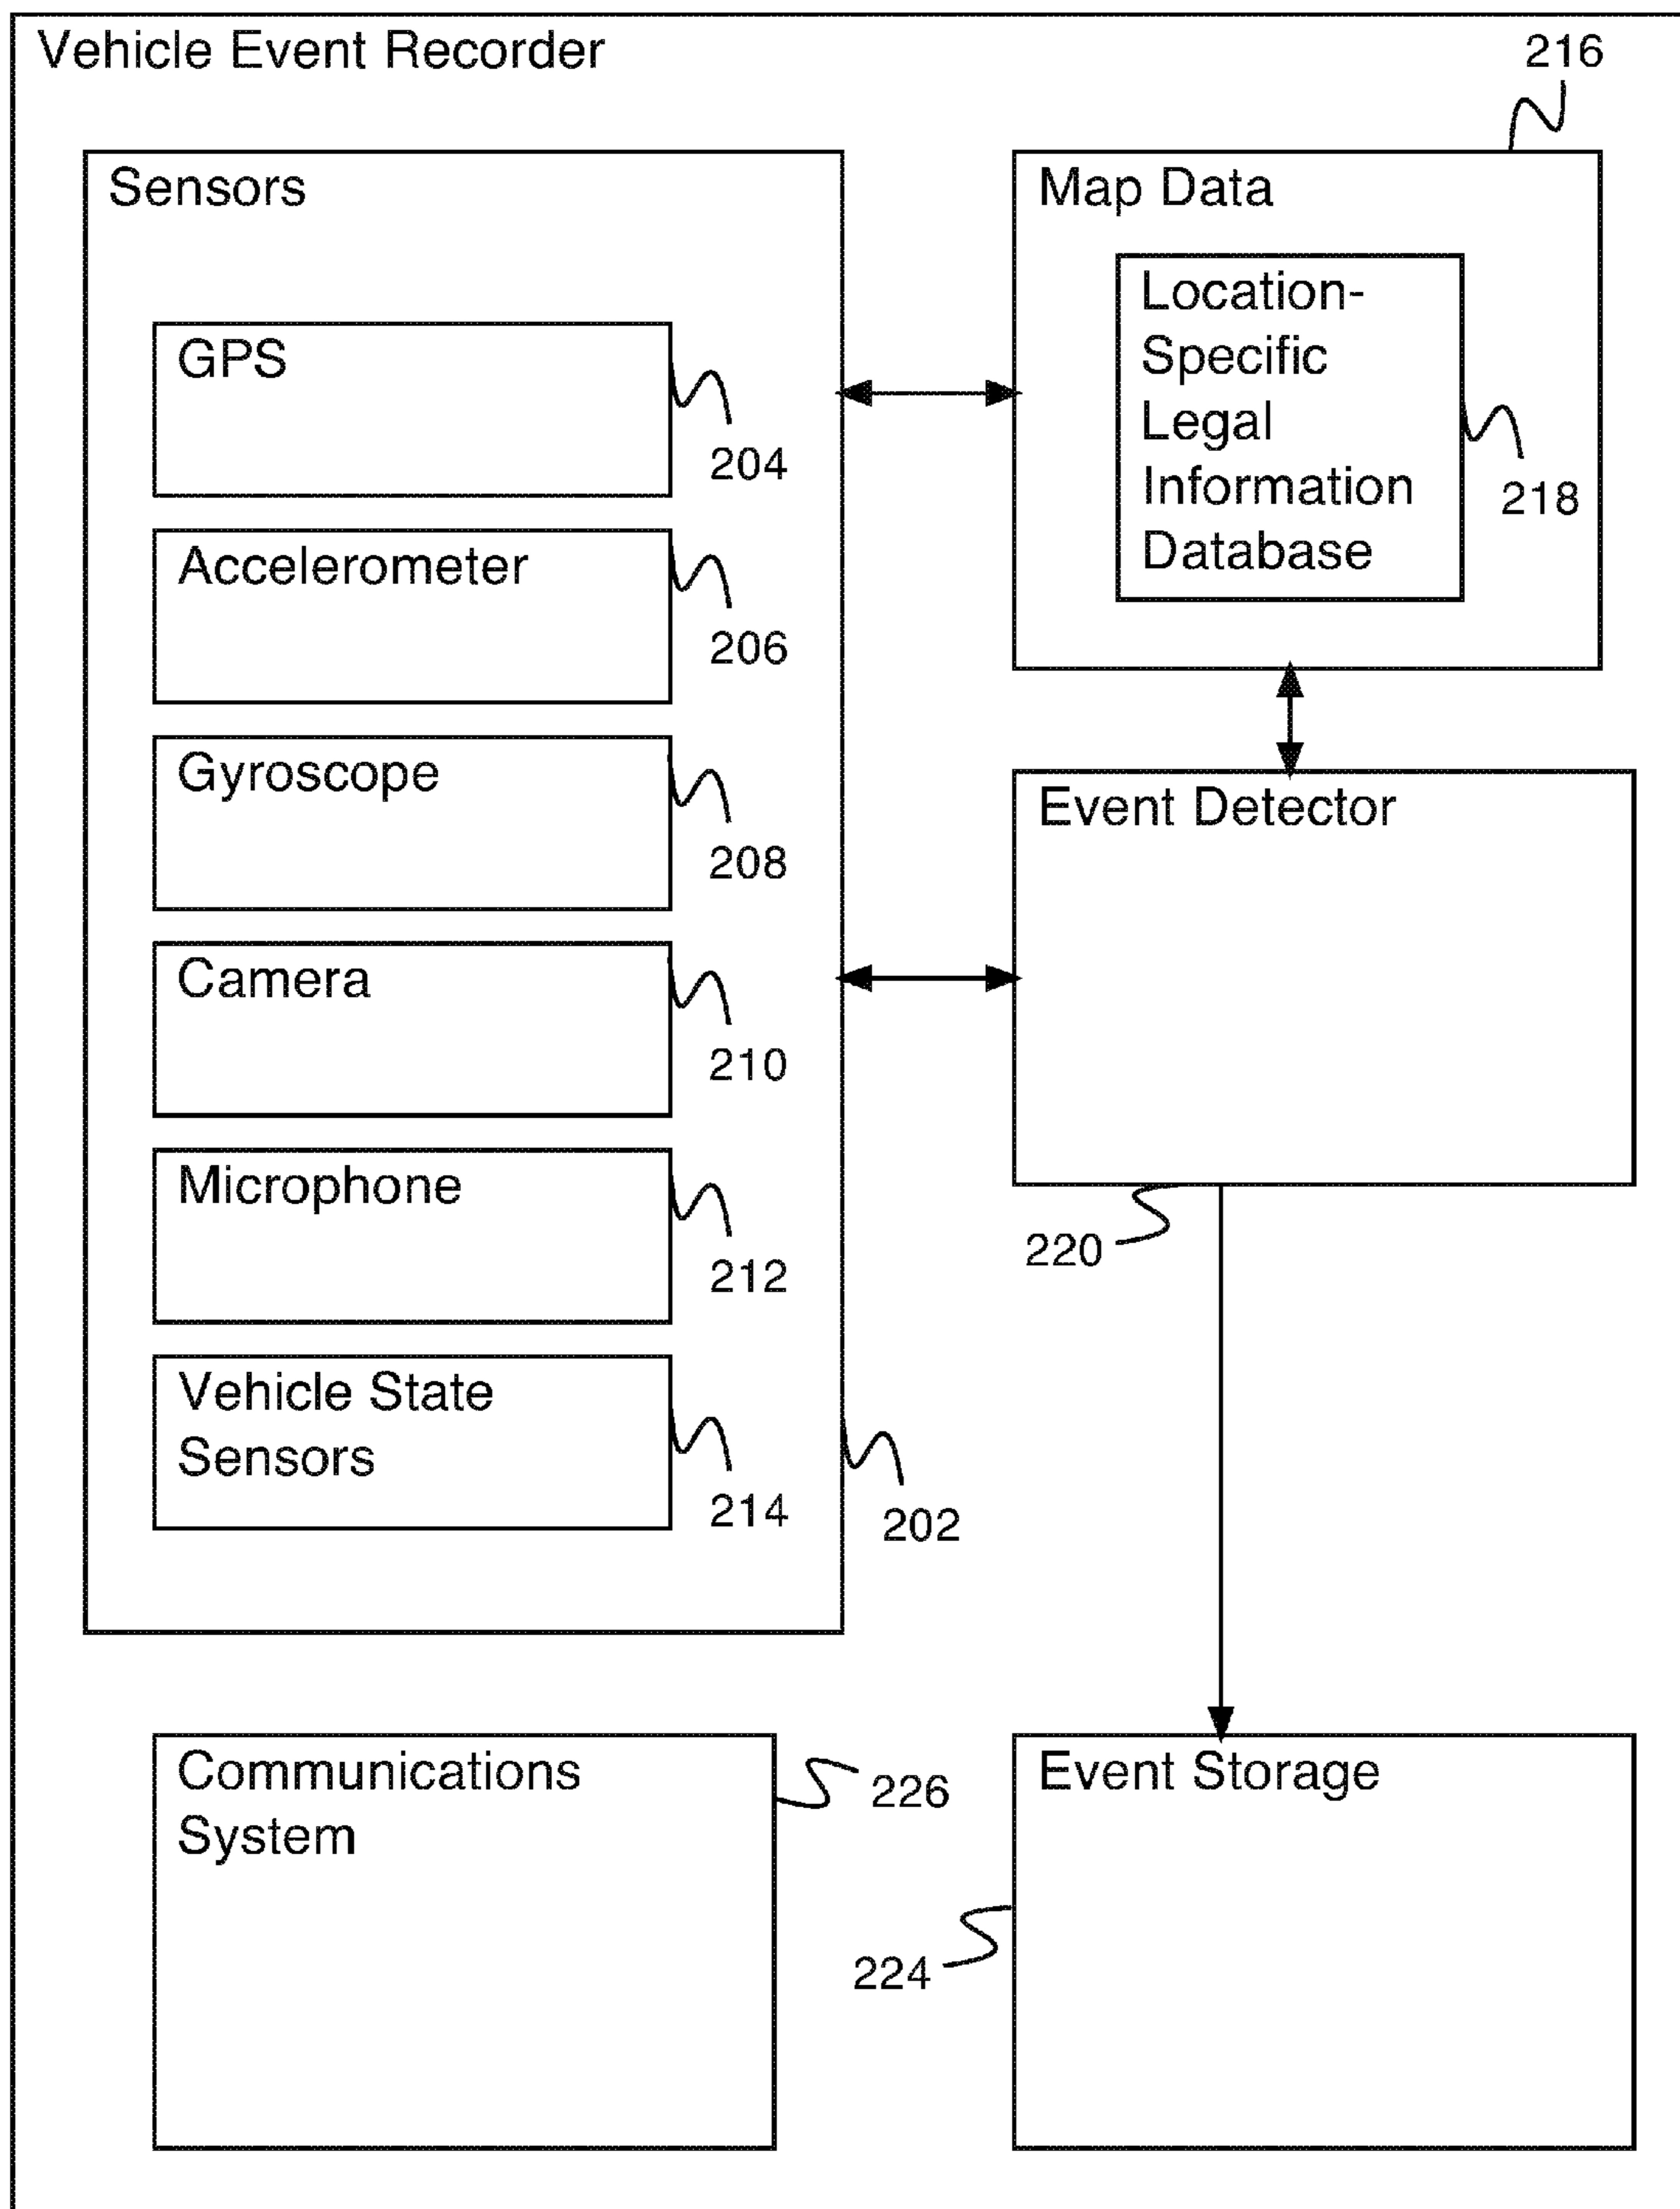 Vehicle Event Recorder
216
Sensors
GPS
204
Accelerometer
206
Gyroscope
208
Camera
210
Microphone
212
Vehicle State
Sensors
214
202
Map Data
Location-
Specific
Legal
Information
Database
218
Event Detector
220
Communications
System
226
Event Storage
224